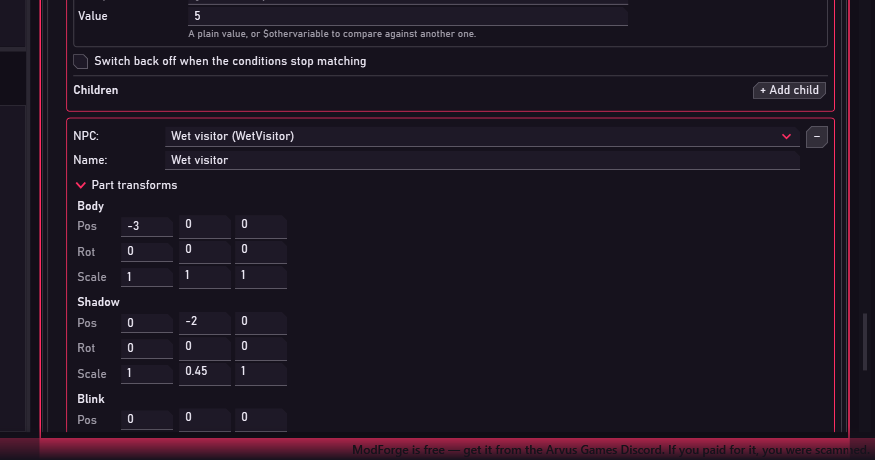 Value 5
A plain value, or $othervariable to compare against another one.
Switch back off when the conditions stop matching
Children + Add child
NPC: Wet visitor (WetVisitor) −
Name: Wet visitor
Part transforms
Body
Pos -3 0 0
Rot 0 0 0
Scale 1 1 1
Shadow
Pos 0 -2 0
Rot 0 0 0
Scale 1 0.45 1
Blink
Pos 0 0 0
ModForge is free — get it from the Arvus Games Discord. If you paid for it, you were scammed